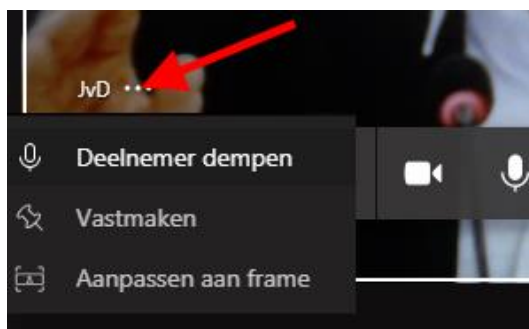 JvD ...
Deelnemer dempen
Vastmaken
Aanpassen aan frame